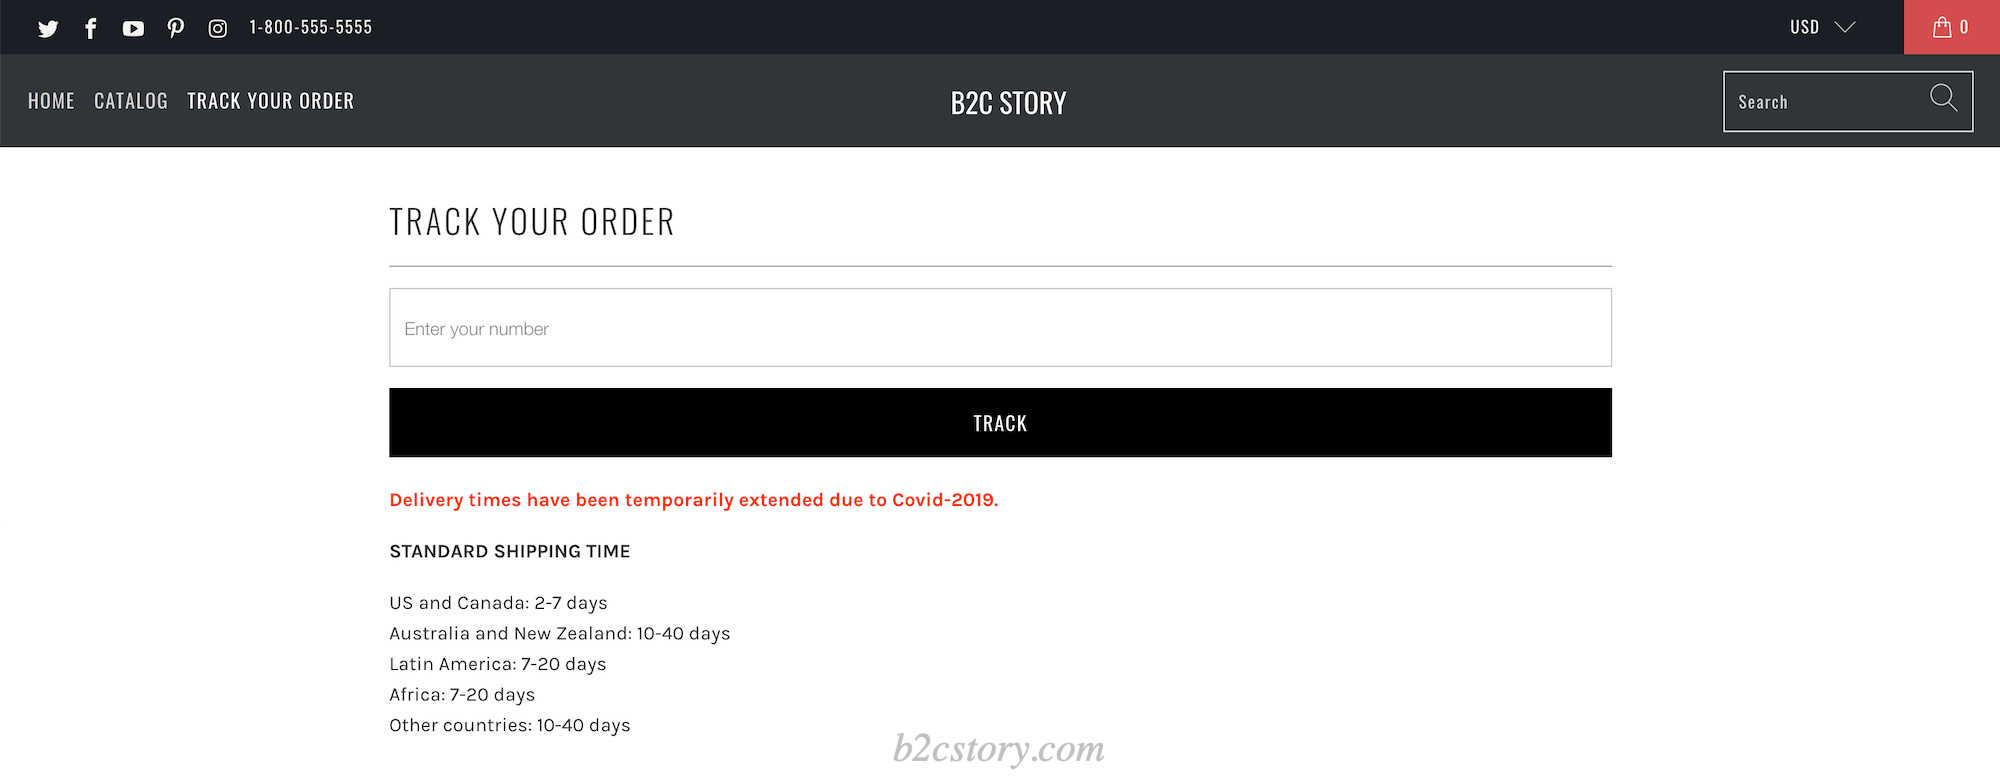 1-800-555-5555
USD
0
HOME CATALOG TRACK YOUR ORDER
B2C STORY
Search
TRACK YOUR ORDER
Enter your number
TRACK
Delivery times have been temporarily extended due to Covid-2019.
STANDARD SHIPPING TIME
US and Canada: 2-7 days
Australia and New Zealand: 10-40 days
Latin America: 7-20 days
Africa: 7-20 days
Other countries: 10-40 days
b2cstory.com